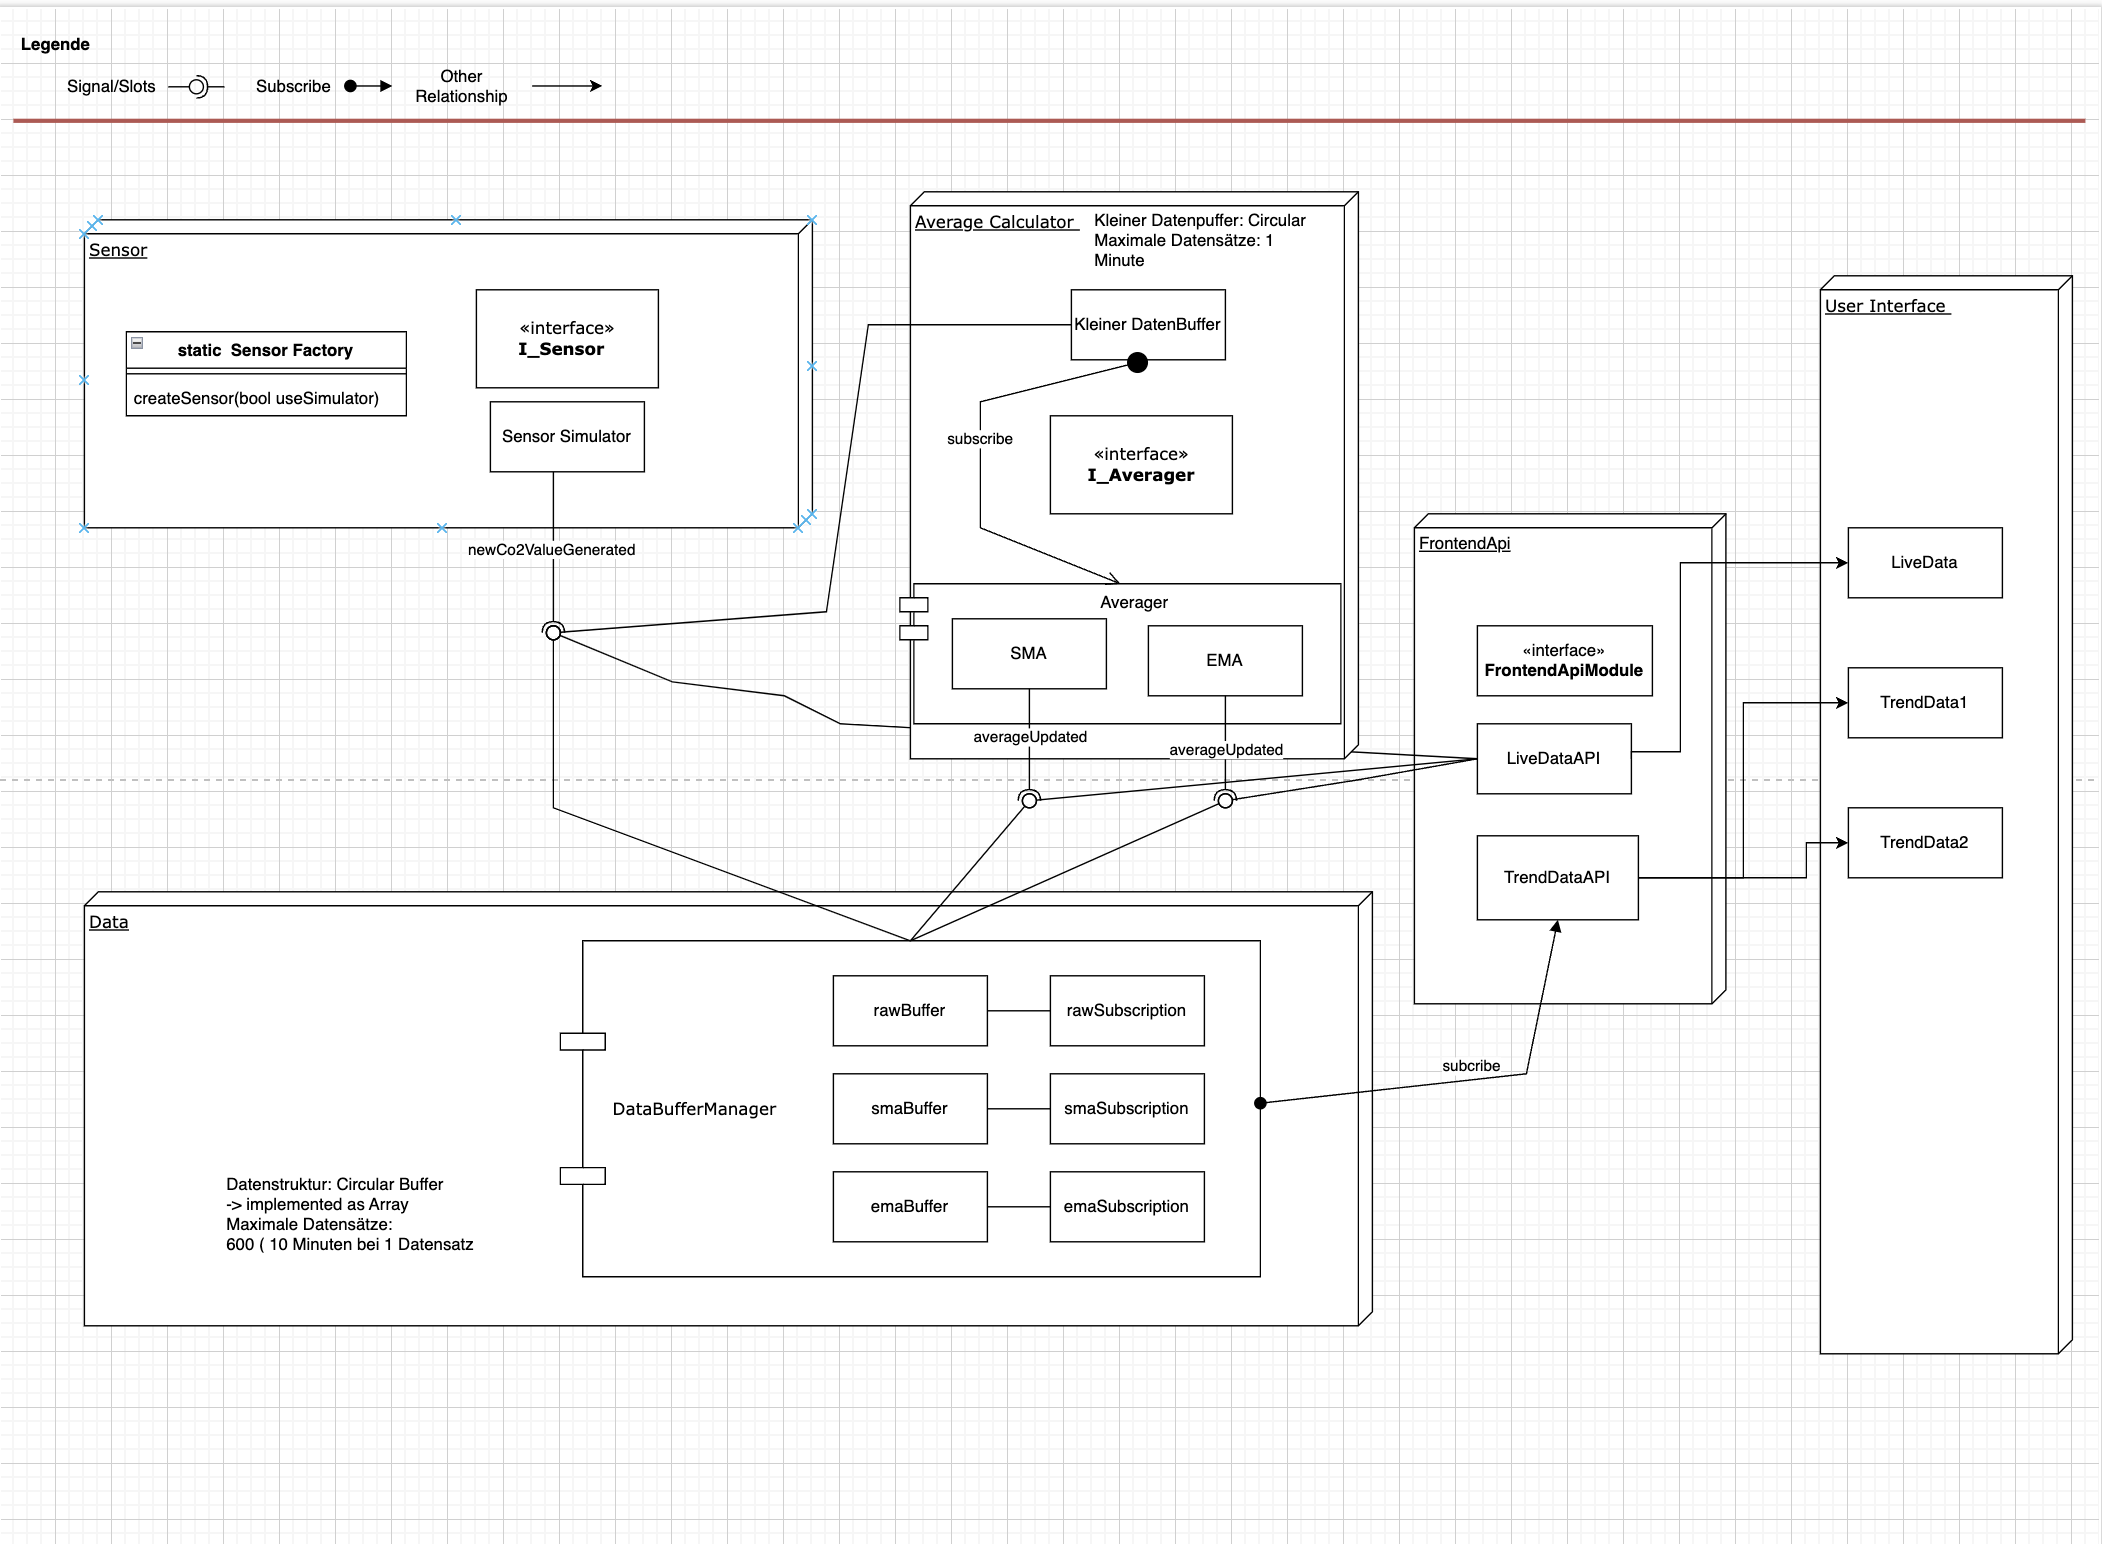 Legende
Signal/Slots
Subscribe
Other
Relationship
Sensor
static  Sensor Factory
createSensor(bool useSimulator)
«interface»
I_Sensor
Sensor Simulator
newCo2ValueGenerated
Average Calculator
Kleiner Datenpuffer: Circular
Maximale Datensätze: 1
Minute
Kleiner DatenBuffer
subscribe
«interface»
I_Averager
Averager
SMA
EMA
averageUpdated
averageUpdated
FrontendApi
«interface»
FrontendApiModule
LiveDataAPI
TrendDataAPI
User Interface
LiveData
TrendData1
TrendData2
Data
DataBufferManager
rawBuffer
rawSubscription
smaBuffer
smaSubscription
emaBuffer
emaSubscription
subcribe
Datenstruktur: Circular Buffer
-> implemented as Array
Maximale Datensätze:
600 ( 10 Minuten bei 1 Datensatz